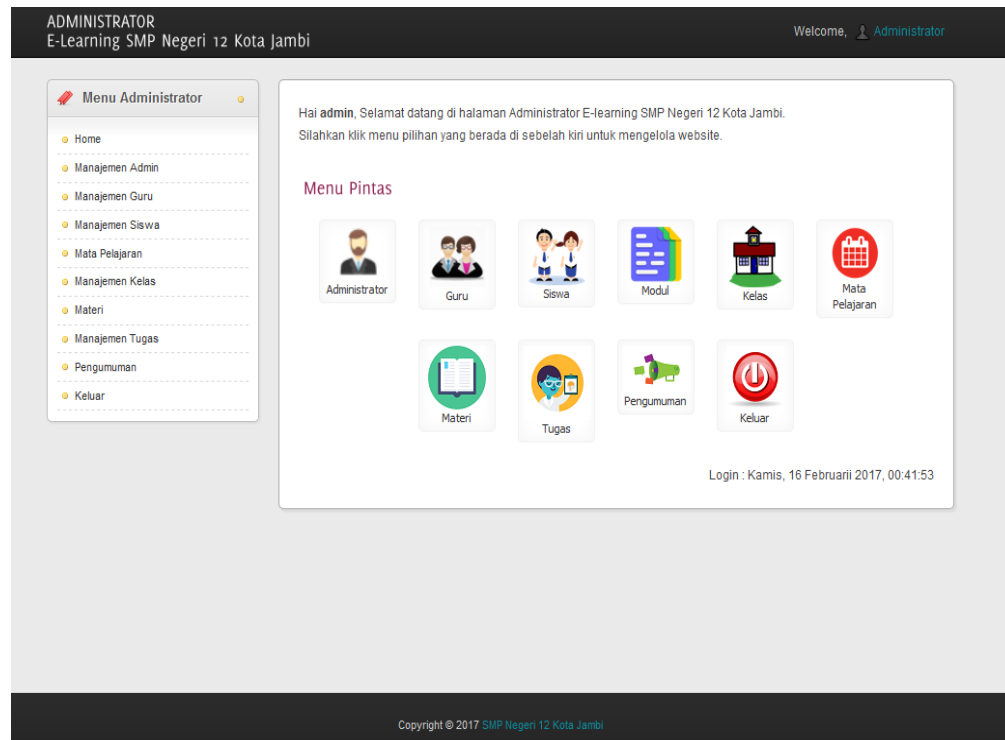 ADMINISTRATOR
E-Learning SMP Negeri 12 Kota Jambi
Welcome, Administrator
Menu Administrator
Home
Manajemen Admin
Manajemen Guru
Manajemen Siswa
Mata Pelajaran
Manajemen Kelas
Materi
Manajemen Tugas
Pengumuman
Keluar
Hai admin, Selamat datang di halaman Administrator E-learning SMP Negeri 12 Kota Jambi.
Silahkan klik menu pilihan yang berada di sebelah kiri untuk mengelola website.
Menu Pintas
Administrator
Guru
Siswa
Modul
Kelas
Mata
Pelajaran
Materi
Tugas
Pengumuman
Keluar
Login : Kamis, 16 Februarii 2017, 00:41:53
Copyright © 2017 SMP Negeri 12 Kota Jambi